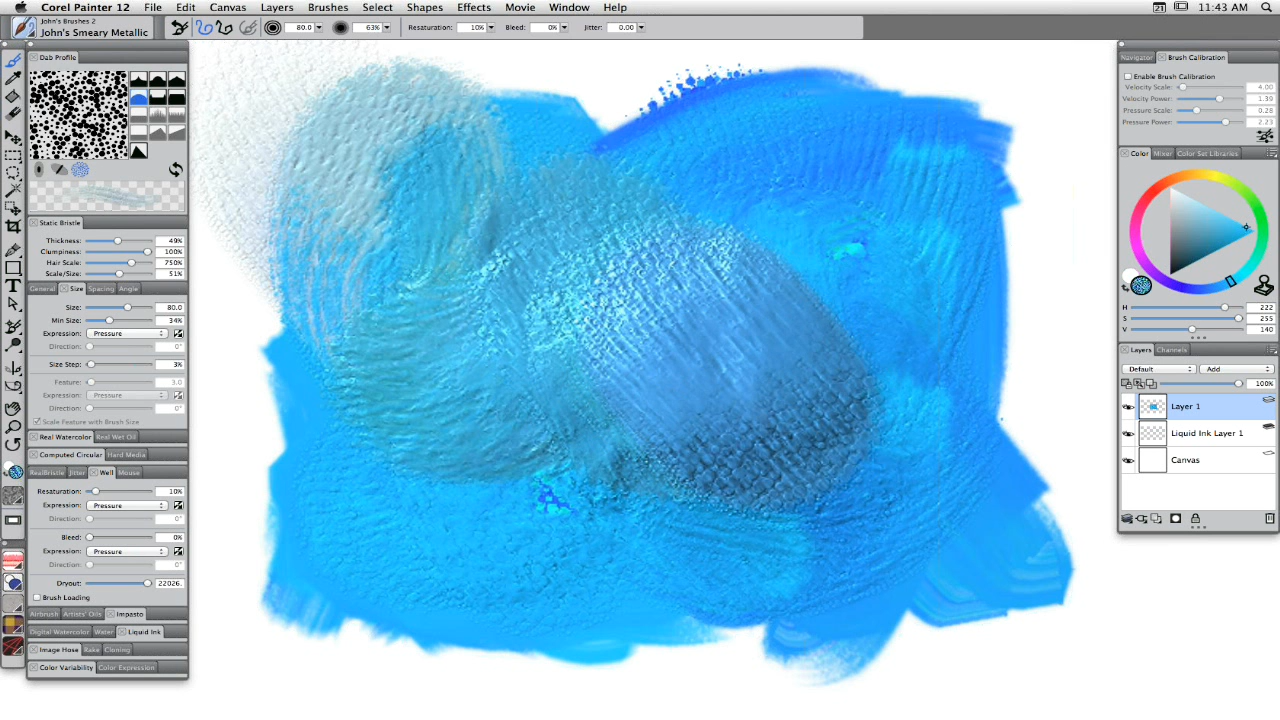 Corel Painter 12 File Edit Canvas Layers Brushes Select Shapes Effects Movie Window Help 21 11:43 AM
John's Brushes 2
John's Smeary Metallic
80.0 63% Resaturation: 10% Bleed: 0% Jitter: 0.00
Dab Profile
Static Bristle
Thickness: 49%
Clumpiness: 100%
Hair Scale: 750%
Scale/Size: 51%
General Size Spacing Angle
Size: 80.0
Min Size: 34%
Expression: Pressure
Direction: 0°
Size Step: 3%
Feature: 3.0
Expression: Pressure
Direction: 0°
Scale Feature with Brush Size
Real Watercolor Real Wet Oil
Computed Circular Hard Media
RealBristle Jitter Well Mouse
Resaturation: 10%
Expression: Pressure
Direction: 0°
Bleed: 0%
Expression: Pressure
Direction: 0°
Dryout: 22026.
Brush Loading
Airbrush Artists' Oils Impasto
Digital Watercolor Water Liquid Ink
Image Hose Rake Cloning
Color Variability Color Expression
Navigator Brush Calibration
Enable Brush Calibration
Velocity Scale: 4.00
Velocity Power: 1.39
Pressure Scale: 0.28
Pressure Power: 2.23
Color Mixer Color Set Libraries
H 222
S 255
V 140
Layers Channels
Default Add
100%
Layer 1
Liquid Ink Layer 1
Canvas